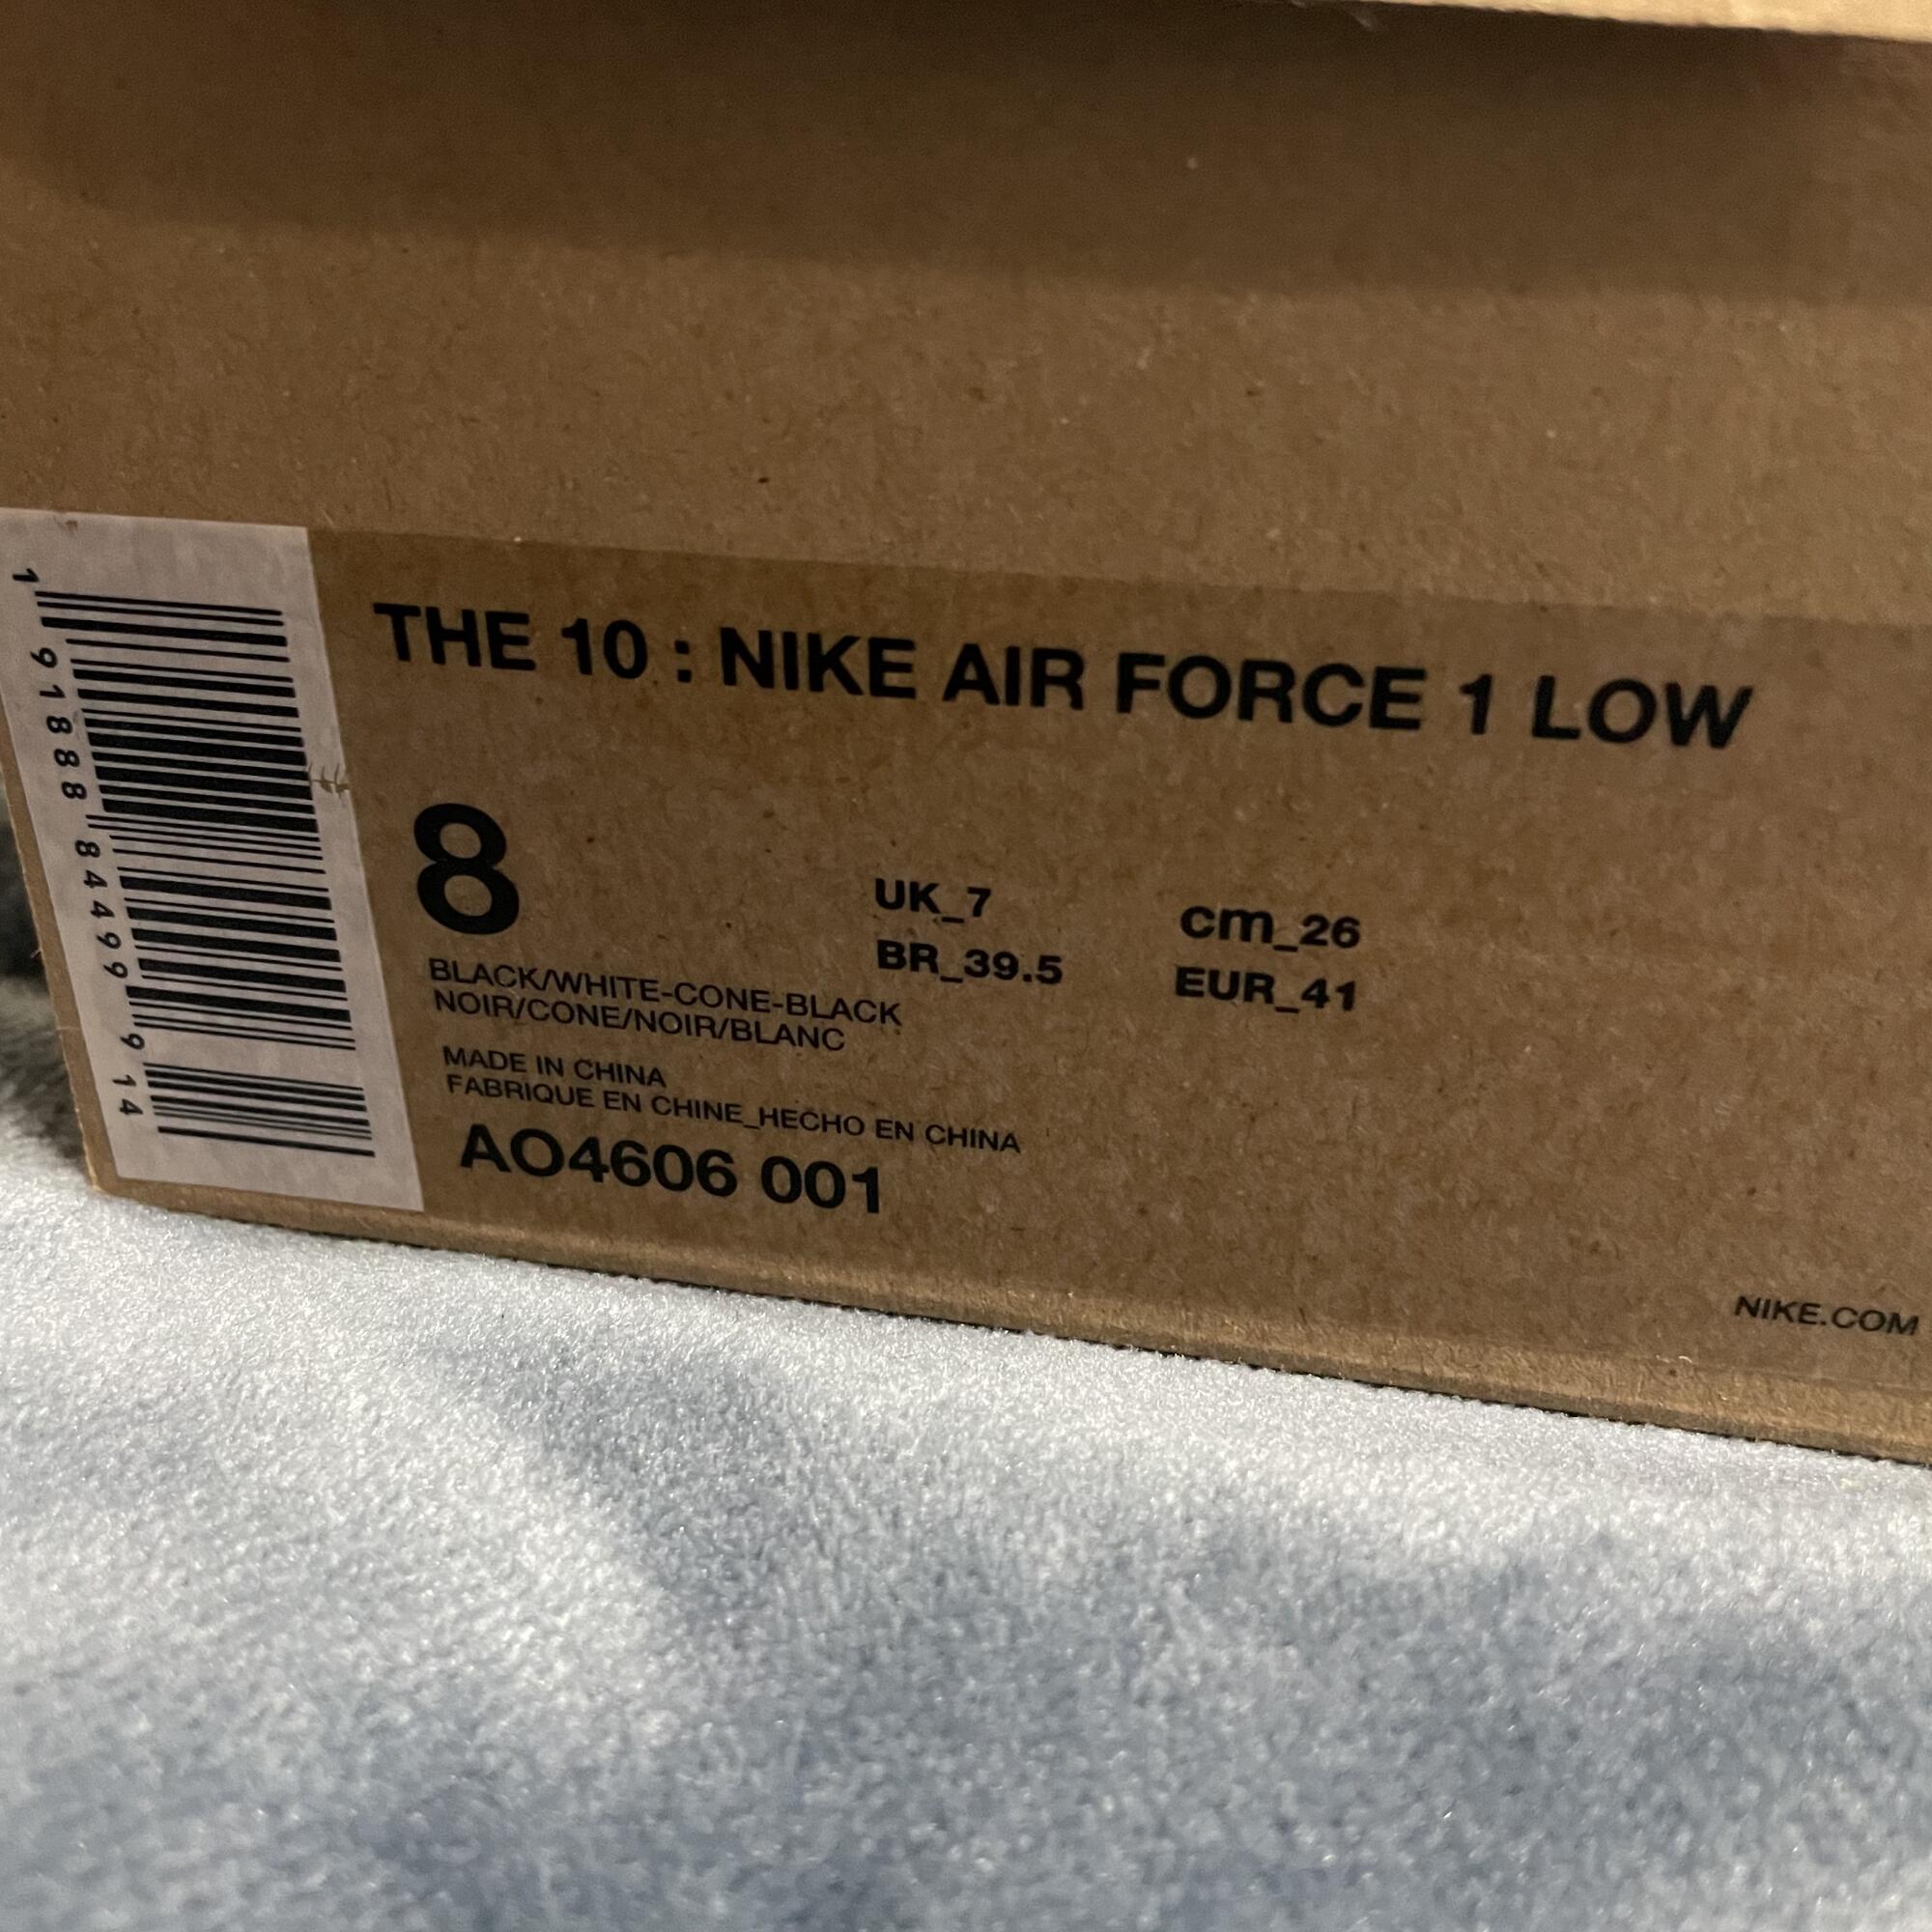 1 91888 84499 9 14
THE 10 : NIKE AIR FORCE 1 LOW
8
UK_7 cm_26
BR_39.5 EUR_41
BLACK/WHITE-CONE-BLACK
NOIR/CONE/NOIR/BLANC
MADE IN CHINA
FABRIQUE EN CHINE_HECHO EN CHINA
AO4606 001
NIKE.COM